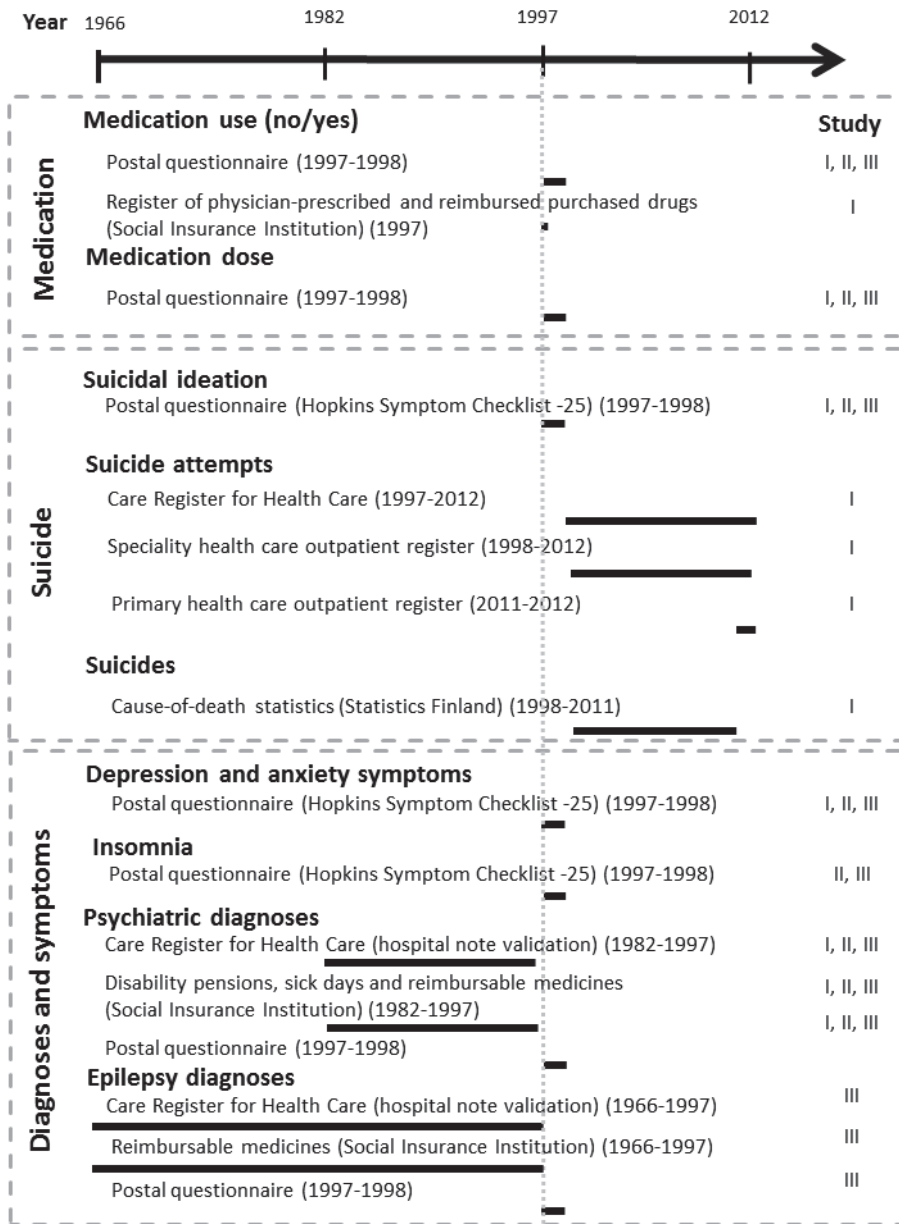 Year 1966 1982 1997 2012
Medication use (no/yes) Study
Postal questionnaire (1997-1998) I, II, III
Register of physician-prescribed and reimbursed purchased drugs I
(Social Insurance Institution) (1997)
Medication dose
Postal questionnaire (1997-1998) I, II, III
Medication
Suicidal ideation
Postal questionnaire (Hopkins Symptom Checklist -25) (1997-1998) I, II, III
Suicide attempts
Care Register for Health Care (1997-2012) I
Speciality health care outpatient register (1998-2012) I
Primary health care outpatient register (2011-2012) I
Suicides
Cause-of-death statistics (Statistics Finland) (1998-2011) I
Suicide
Depression and anxiety symptoms
Postal questionnaire (Hopkins Symptom Checklist -25) (1997-1998) I, II, III
Insomnia
Postal questionnaire (Hopkins Symptom Checklist -25) (1997-1998) II, III
Psychiatric diagnoses
Care Register for Health Care (hospital note validation) (1982-1997) I, II, III
Disability pensions, sick days and reimbursable medicines I, II, III
(Social Insurance Institution) (1982-1997)
Postal questionnaire (1997-1998) I, II, III
Epilepsy diagnoses
Care Register for Health Care (hospital note validation) (1966-1997) III
Reimbursable medicines (Social Insurance Institution) (1966-1997) III
Postal questionnaire (1997-1998) III
Diagnoses and symptoms